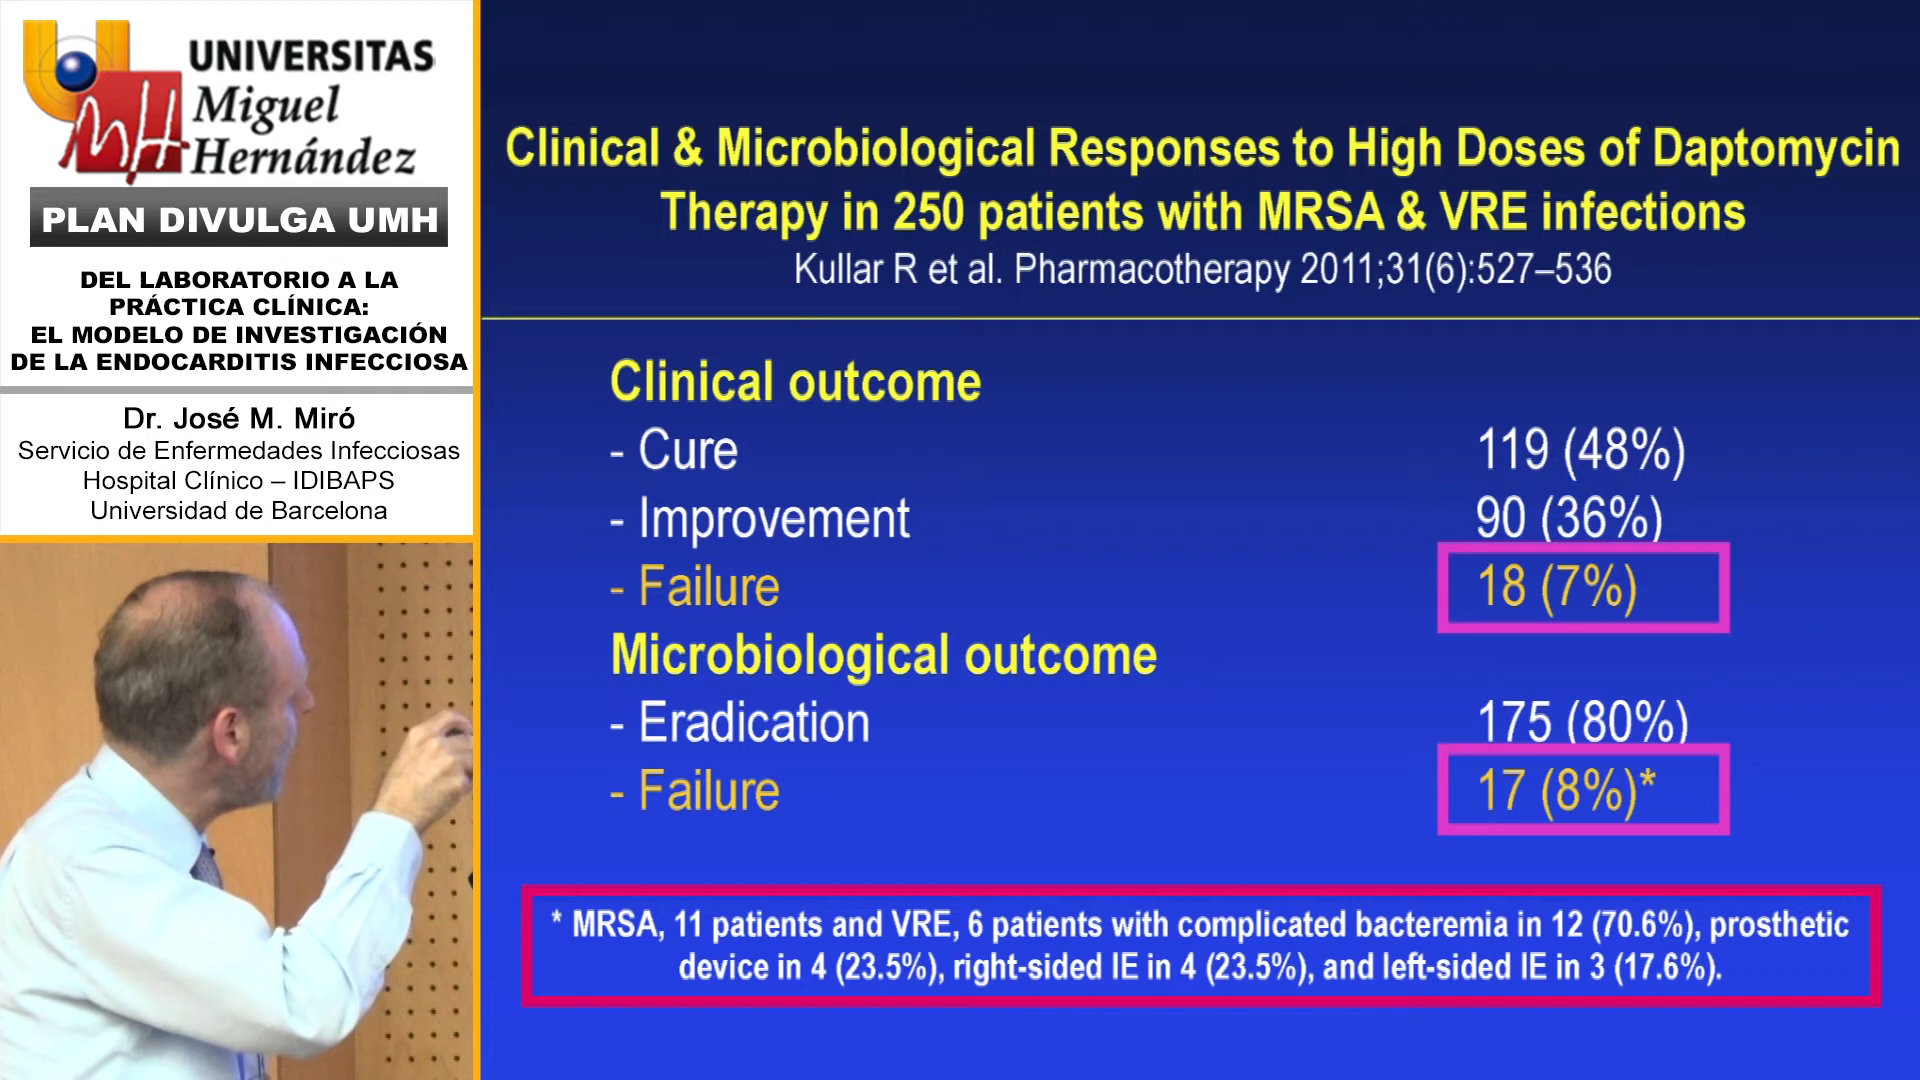 UNIVERSITAS
Miguel
Hernández
PLAN DIVULGA UMH
DEL LABORATORIO A LA
PRÁCTICA CLÍNICA:
EL MODELO DE INVESTIGACIÓN
DE LA ENDOCARDITIS INFECCIOSA
Dr. José M. Miró
Servicio de Enfermedades Infecciosas
Hospital Clínico – IDIBAPS
Universidad de Barcelona
Clinical & Microbiological Responses to High Doses of Daptomycin
Therapy in 250 patients with MRSA & VRE infections
Kullar R et al. Pharmacotherapy 2011;31(6):527–536
Clinical outcome
- Cure 119 (48%)
- Improvement 90 (36%)
- Failure 18 (7%)
Microbiological outcome
- Eradication 175 (80%)
- Failure 17 (8%)*
* MRSA, 11 patients and VRE, 6 patients with complicated bacteremia in 12 (70.6%), prosthetic
device in 4 (23.5%), right-sided IE in 4 (23.5%), and left-sided IE in 3 (17.6%).